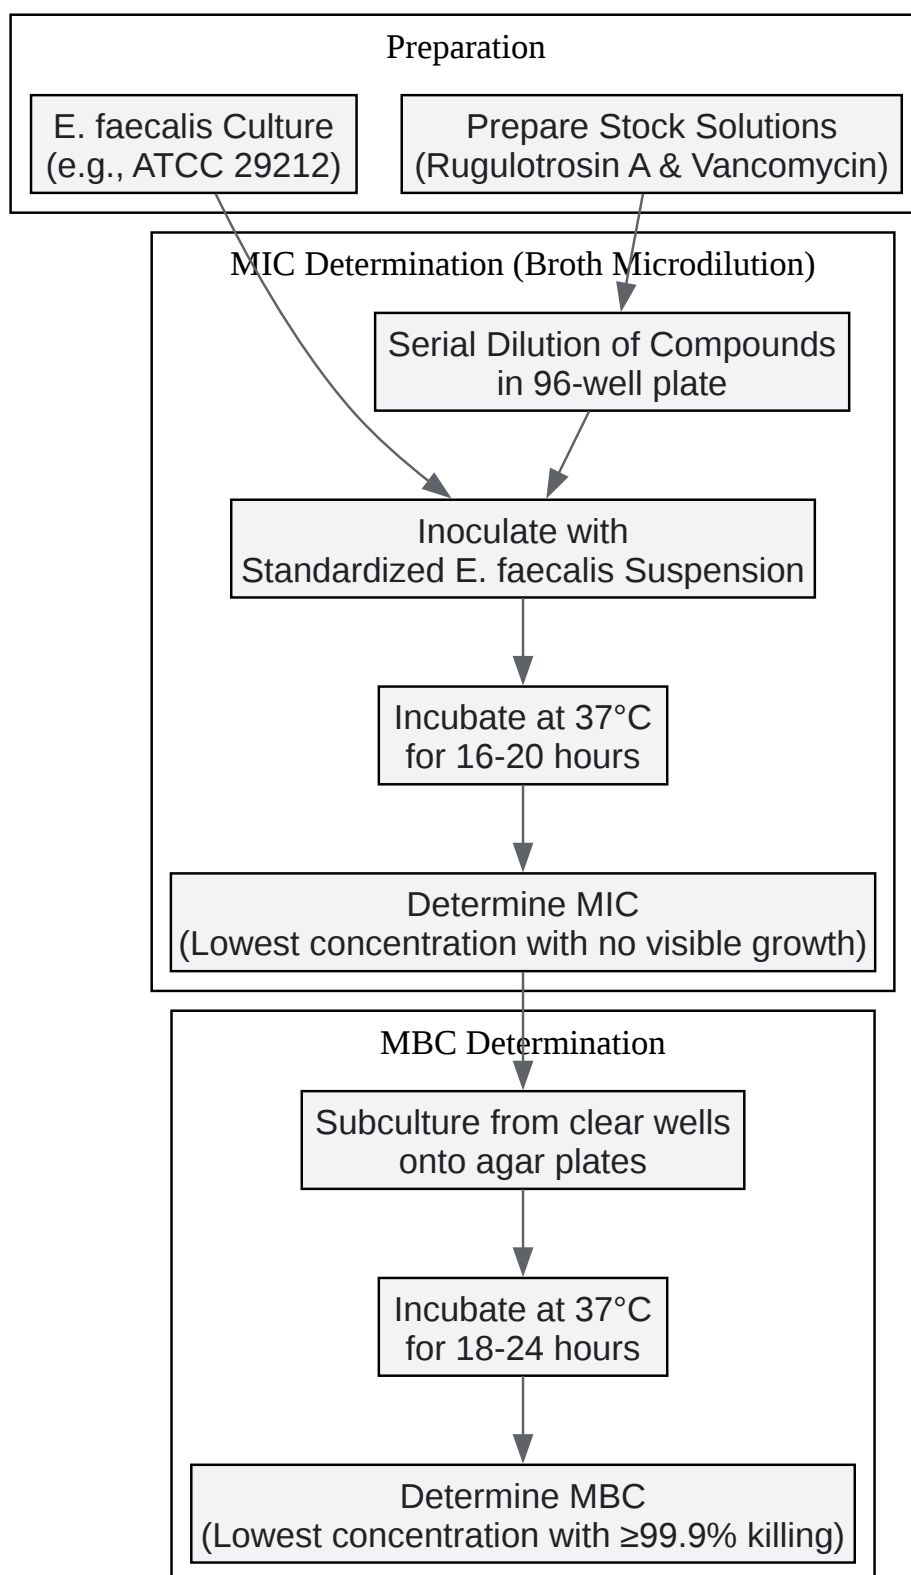 Preparation
E. faecalis Culture
(e.g., ATCC 29212)
Prepare Stock Solutions
(Rugulotrosin A & Vancomycin)
MIC Determination (Broth Microdilution)
Serial Dilution of Compounds
in 96-well plate
Inoculate with
Standardized E. faecalis Suspension
Incubate at 37°C
for 16-20 hours
Determine MIC
(Lowest concentration with no visible growth)
MBC Determination
Subculture from clear wells
onto agar plates
Incubate at 37°C
for 18-24 hours
Determine MBC
(Lowest concentration with ≥99.9% killing)